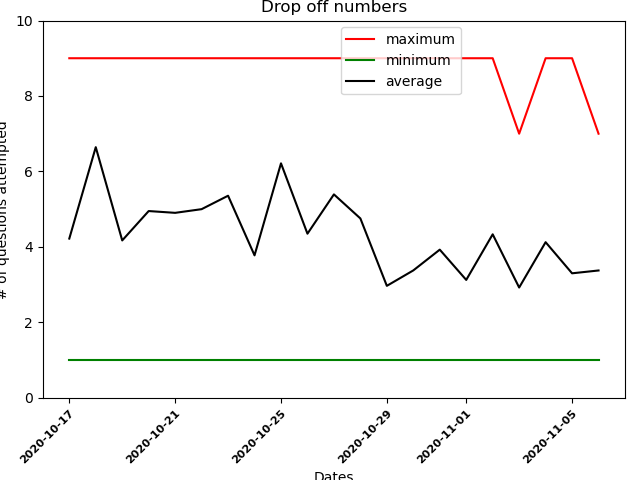 Drop off numbers
maximum
minimum
average
# of questions attempted
10
8
6
4
2
0
2020-10-17
2020-10-21
2020-10-25
2020-10-29
2020-11-01
2020-11-05
Dates